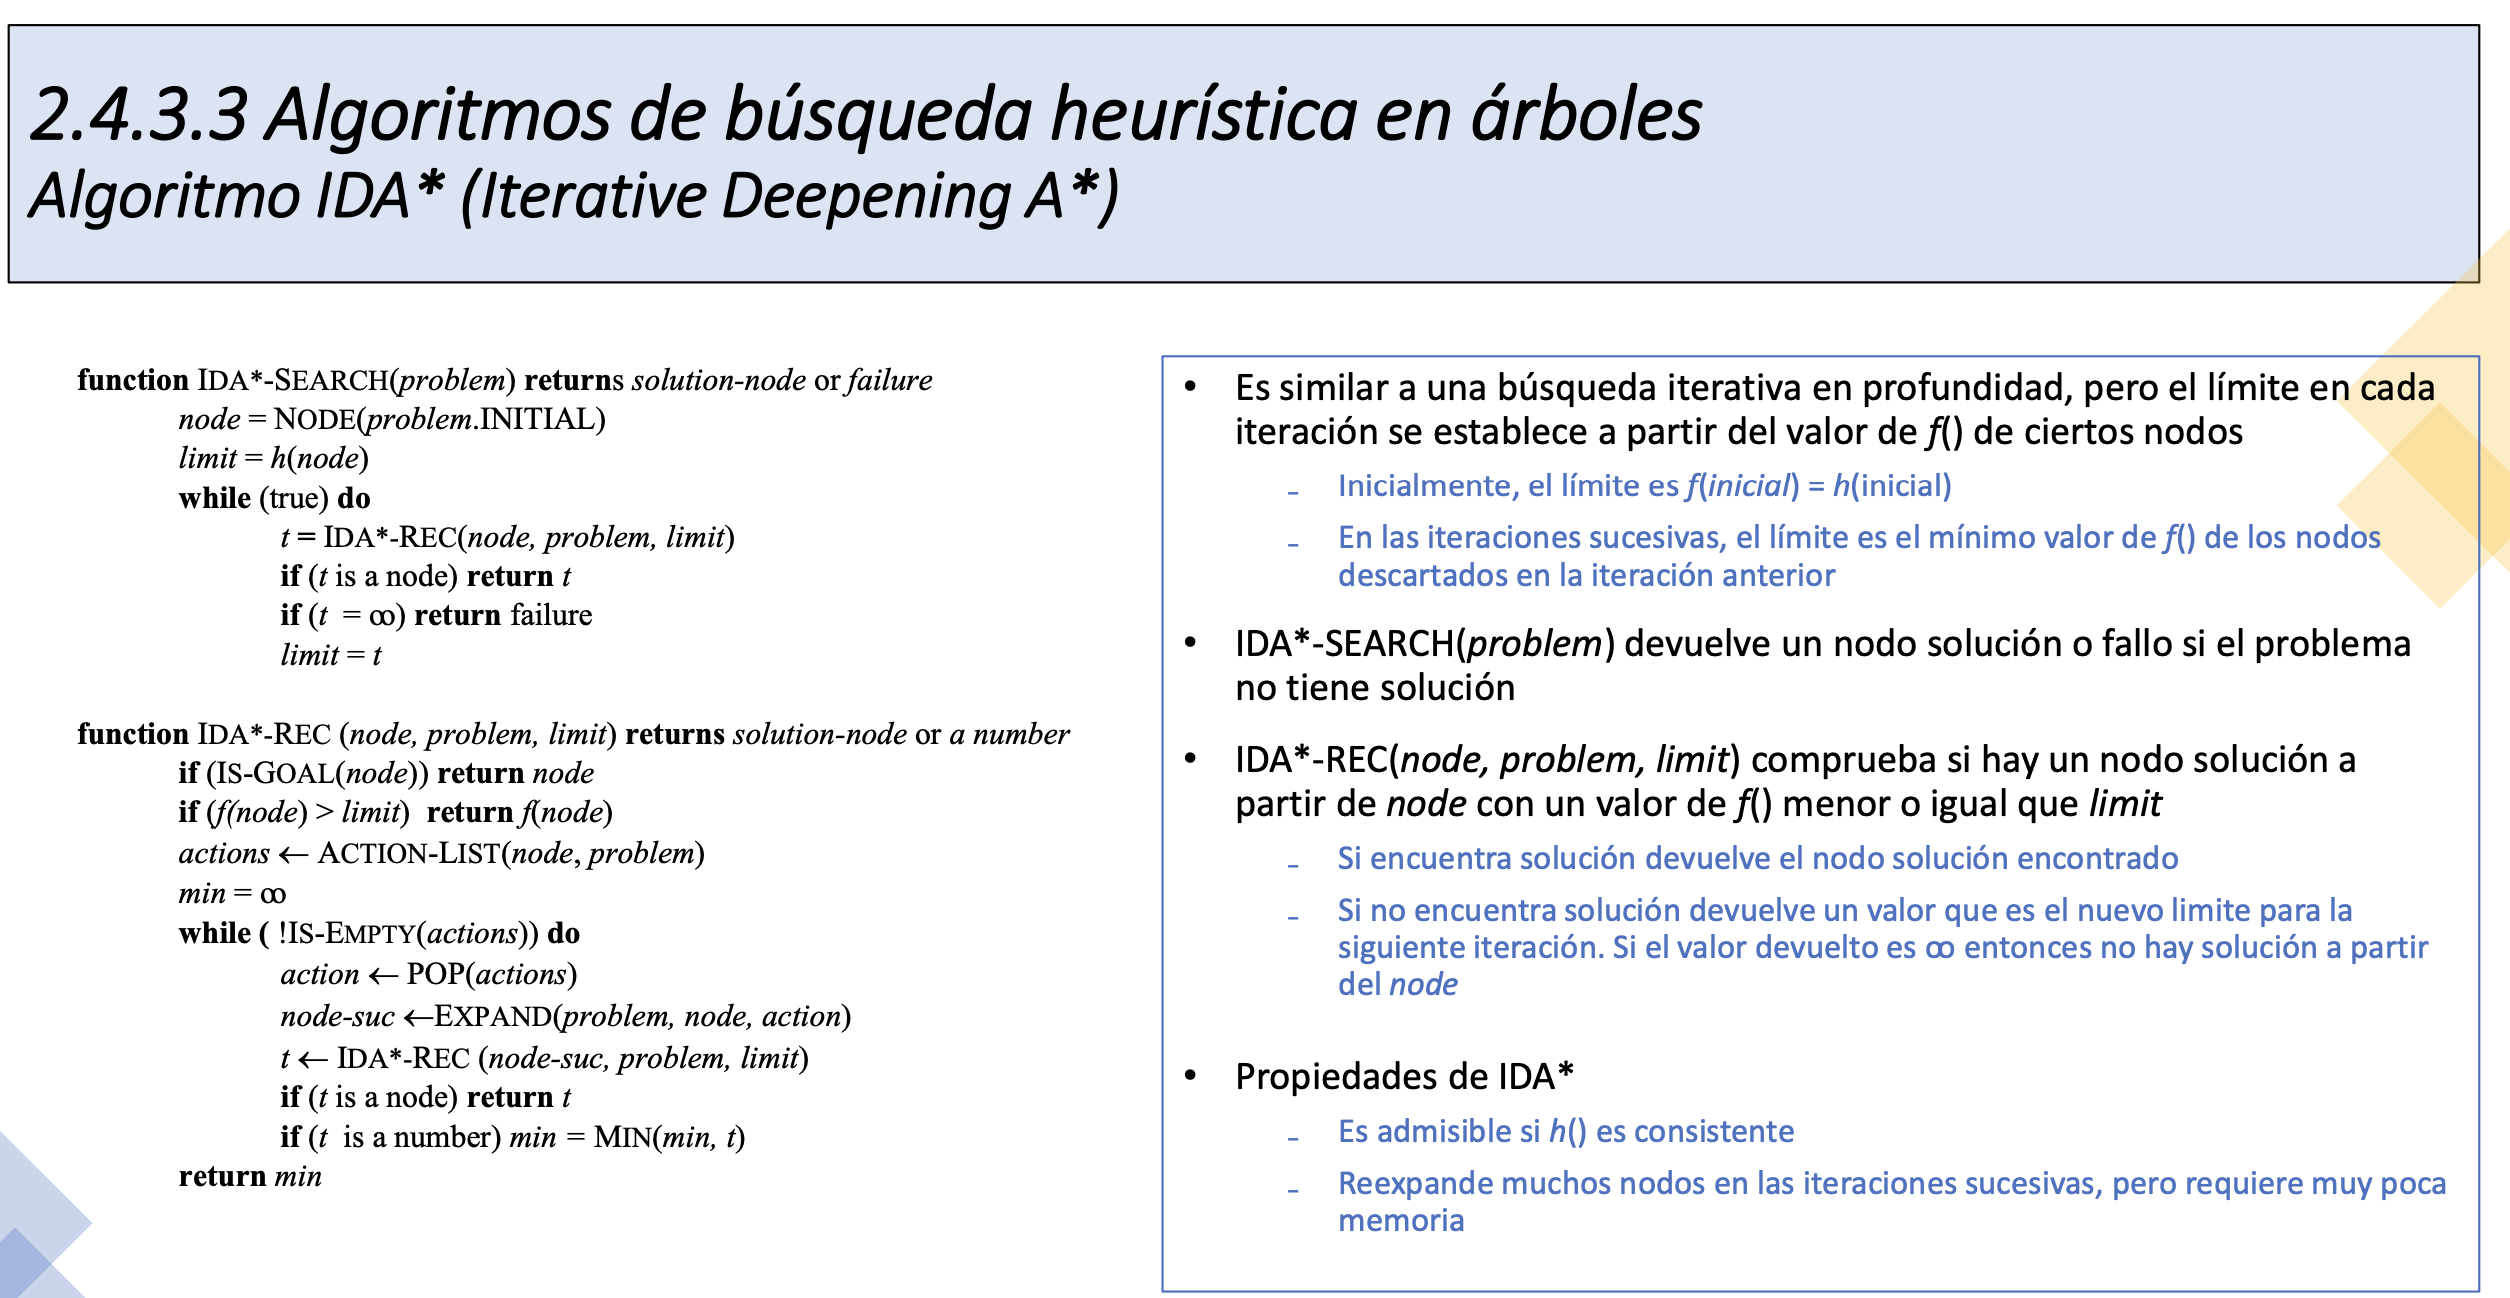 2.4.3.3 Algoritmos de búsqueda heurística en árboles
Algoritmo IDA* (Iterative Deepening A*)
function IDA*-SEARCH(problem) returns solution-node or failure
node = NODE(problem.INITIAL)
limit = h(node)
while (true) do
t = IDA*-REC(node, problem, limit)
if (t is a node) return t
if (t = ∞) return failure
limit = t
function IDA*-REC (node, problem, limit) returns solution-node or a number
if (IS-GOAL(node)) return node
if (f(node) > limit) return f(node)
actions ← ACTION-LIST(node, problem)
min = ∞
while ( !IS-EMPTY(actions)) do
action ← POP(actions)
node-suc ←EXPAND(problem, node, action)
t ← IDA*-REC (node-suc, problem, limit)
if (t is a node) return t
if (t is a number) min = MIN(min, t)
return min
• Es similar a una búsqueda iterativa en profundidad, pero el límite en cada
iteración se establece a partir del valor de f() de ciertos nodos
– Inicialmente, el límite es f(inicial) = h(inicial)
– En las iteraciones sucesivas, el límite es el mínimo valor de f() de los nodos
descartados en la iteración anterior
• IDA*-SEARCH(problem) devuelve un nodo solución o fallo si el problema
no tiene solución
• IDA*-REC(node, problem, limit) comprueba si hay un nodo solución a
partir de node con un valor de f() menor o igual que limit
– Si encuentra solución devuelve el nodo solución encontrado
– Si no encuentra solución devuelve un valor que es el nuevo limite para la
siguiente iteración. Si el valor devuelto es ∞ entonces no hay solución a partir
del node
• Propiedades de IDA*
– Es admisible si h() es consistente
– Reexpande muchos nodos en las iteraciones sucesivas, pero requiere muy poca
memoria